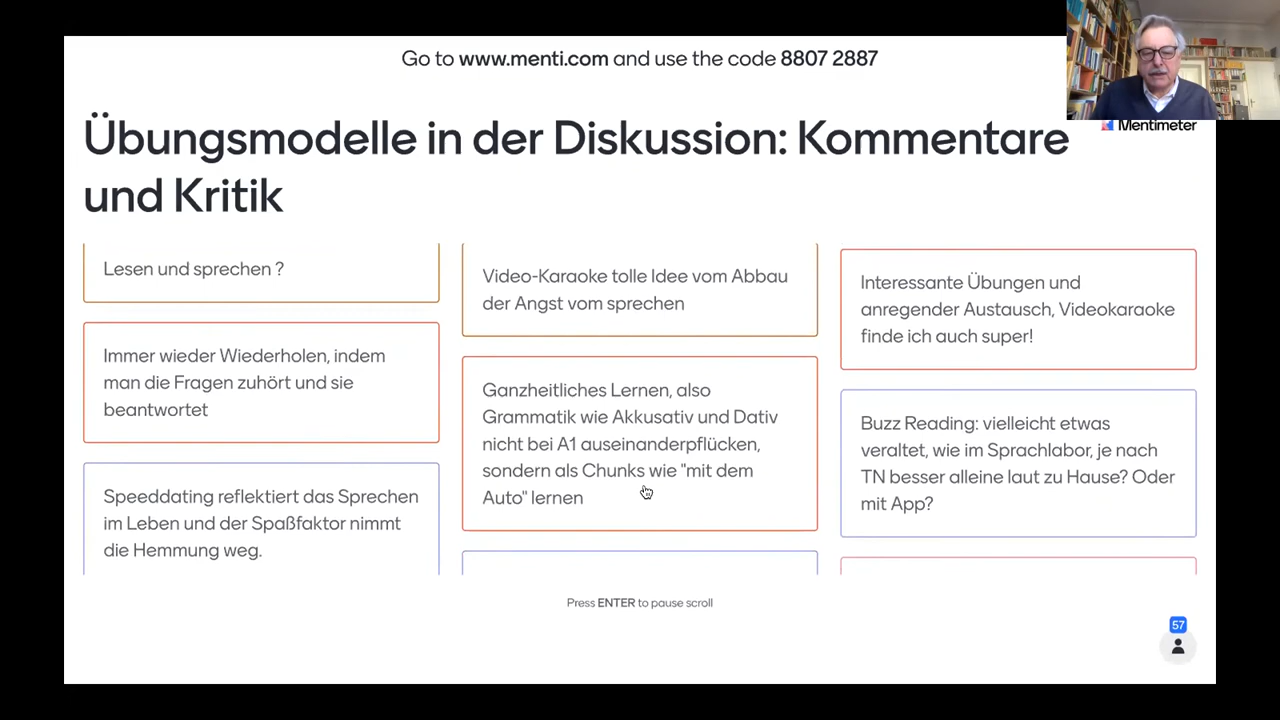 Go to www.menti.com and use the code 8807 2887
Mentimeter
Übungsmodelle in der Diskussion: Kommentare
und Kritik
Lesen und sprechen ?
Immer wieder Wiederholen, indem
man die Fragen zuhört und sie
beantwortet
Speeddating reflektiert das Sprechen
im Leben und der Spaßfaktor nimmt
die Hemmung weg.
Video-Karaoke tolle Idee vom Abbau
der Angst vom sprechen
Ganzheitliches Lernen, also
Grammatik wie Akkusativ und Dativ
nicht bei A1 auseinanderpflücken,
sondern als Chunks wie "mit dem
Auto" lernen
Interessante Übungen und
anregender Austausch, Videokaraoke
finde ich auch super!
Buzz Reading: vielleicht etwas
veraltet, wie im Sprachlabor, je nach
TN besser alleine laut zu Hause? Oder
mit App?
Press ENTER to pause scroll
57